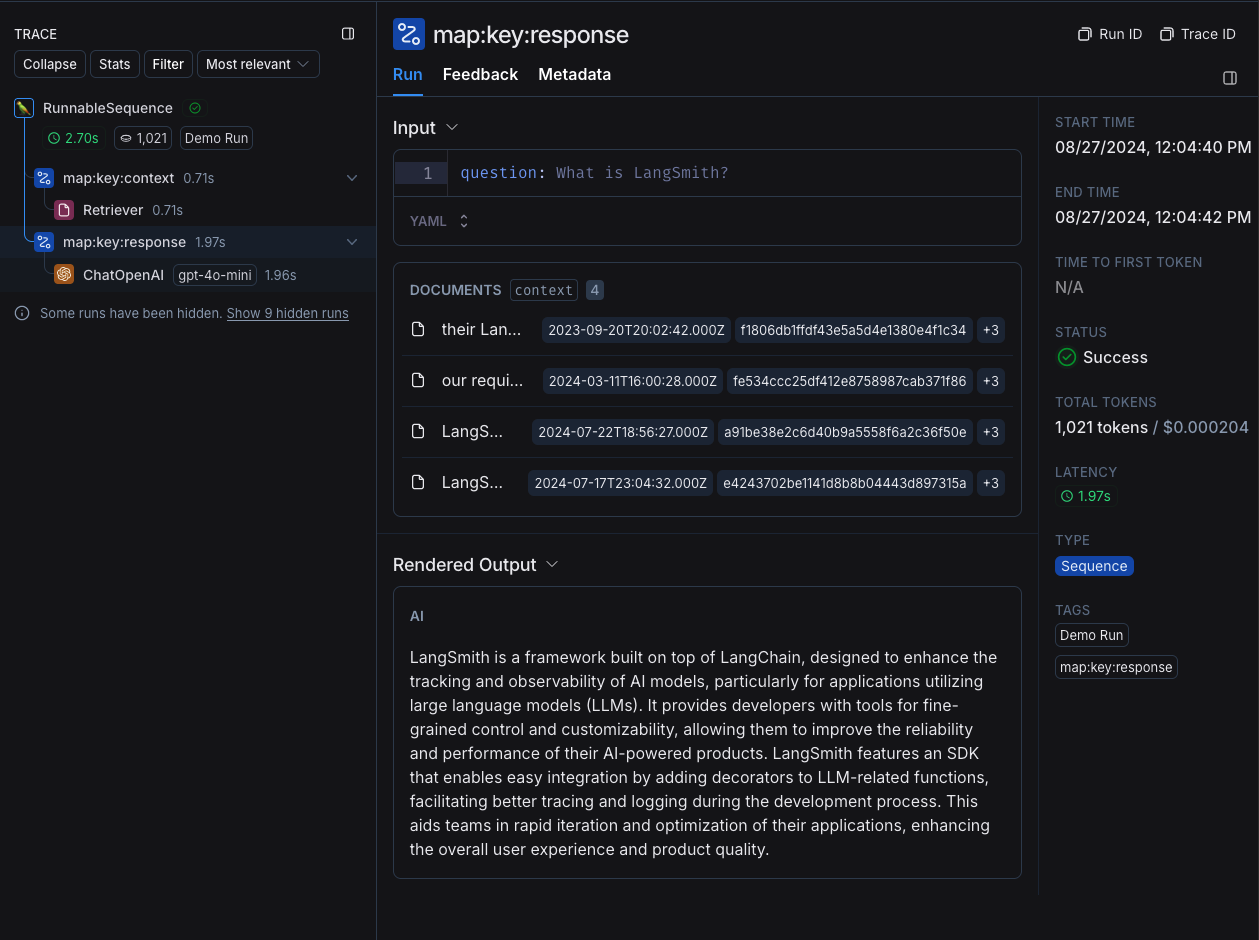 TRACE
Collapse Stats Filter Most relevant
RunnableSequence
2.70s 1,021 Demo Run
map:key:context 0.71s
Retriever 0.71s
map:key:response 1.97s
ChatOpenAI gpt-4o-mini 1.96s
Some runs have been hidden. Show 9 hidden runs
map:key:response
Run ID Trace ID
Run Feedback Metadata
Input
1 question: What is LangSmith?
YAML
DOCUMENTS context 4
their Lan... 2023-09-20T20:02:42.000Z f1806db1ffdf43e5a5d4e1380e4f1c34 +3
our requi... 2024-03-11T16:00:28.000Z fe534ccc25df412e8758987cab371f86 +3
LangS... 2024-07-22T18:56:27.000Z a91be38e2c6d40b9a5558f6a2c36f50e +3
LangS... 2024-07-17T23:04:32.000Z e4243702be1141d8b8b04443d897315a +3
Rendered Output
AI
LangSmith is a framework built on top of LangChain, designed to enhance the
tracking and observability of AI models, particularly for applications utilizing
large language models (LLMs). It provides developers with tools for fine-
grained control and customizability, allowing them to improve the reliability
and performance of their AI-powered products. LangSmith features an SDK
that enables easy integration by adding decorators to LLM-related functions,
facilitating better tracing and logging during the development process. This
aids teams in rapid iteration and optimization of their applications, enhancing
the overall user experience and product quality.
START TIME
08/27/2024, 12:04:40 PM
END TIME
08/27/2024, 12:04:42 PM
TIME TO FIRST TOKEN
N/A
STATUS
Success
TOTAL TOKENS
1,021 tokens / $0.000204
LATENCY
1.97s
TYPE
Sequence
TAGS
Demo Run
map:key:response